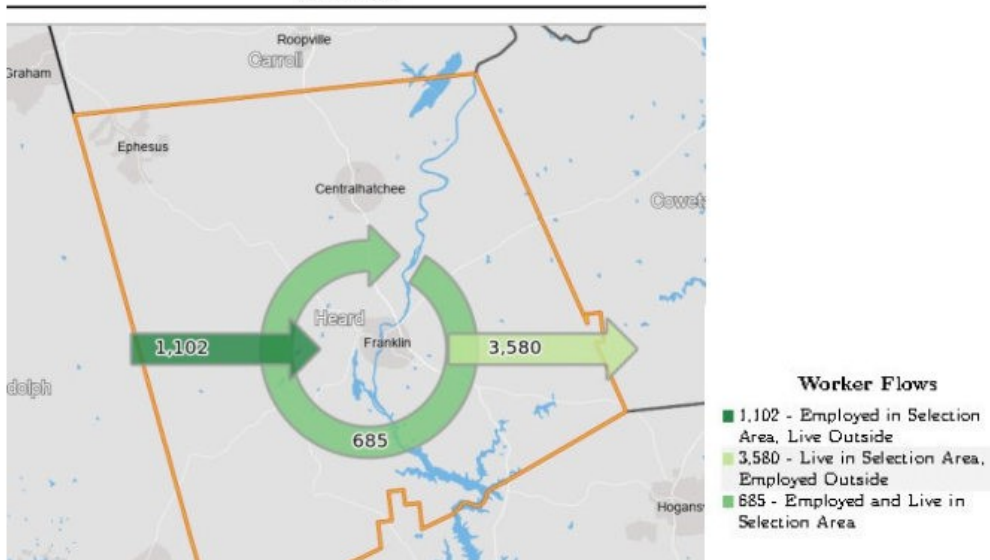 Roopville
Carroll
Graham
Ephesus
Centralhatchee
Cowet
Heard
Franklin
1,102
3,580
dolph
685
Hogans
Worker Flows
1,102 - Employed in Selection
Area, Live Outside
3,580 - Live in Selection Area,
Employed Outside
685 - Employed and Live in
Selection Area